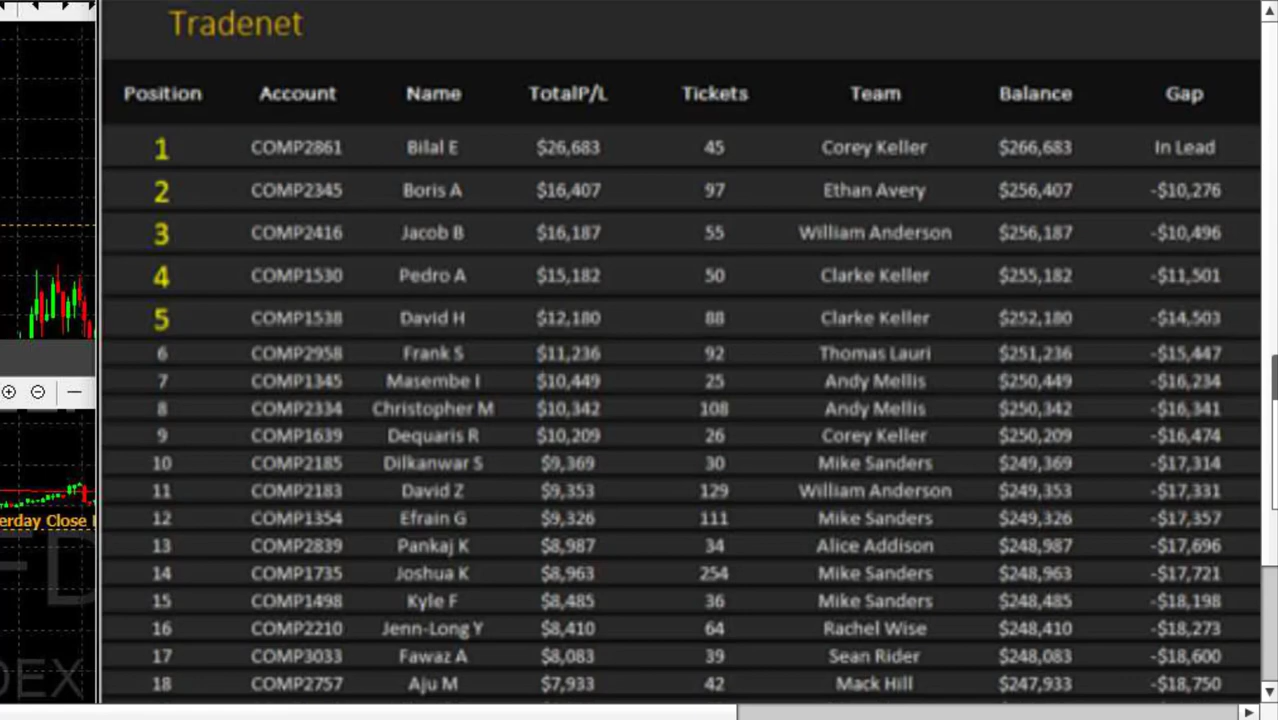 Tradenet
Position Account Name TotalP/L Tickets Team Balance Gap
1 COMP2861 Bilal E $26,683 45 Corey Keller $266,683 In Lead
2 COMP2345 Boris A $16,407 97 Ethan Avery $256,407 -$10,276
3 COMP2416 Jacob B $16,187 55 William Anderson $256,187 -$10,496
4 COMP1530 Pedro A $15,182 50 Clarke Keller $255,182 -$11,501
5 COMP1538 David H $12,180 88 Clarke Keller $252,180 -$14,503
6 COMP2958 Frank S $11,236 92 Thomas Lauri $251,236 -$15,447
7 COMP1345 Masembe I $10,449 25 Andy Mellis $250,449 -$16,234
8 COMP2334 Christopher M $10,342 108 Andy Mellis $250,342 -$16,341
9 COMP1639 Dequaris R $10,209 26 Corey Keller $250,209 -$16,474
10 COMP2185 Dilkanwar S $9,369 30 Mike Sanders $249,369 -$17,314
11 COMP2183 David Z $9,353 129 William Anderson $249,353 -$17,331
12 COMP1354 Efrain G $9,326 111 Mike Sanders $249,326 -$17,357
13 COMP2839 Pankaj K $8,987 34 Alice Addison $248,987 -$17,696
14 COMP1735 Joshua K $8,963 254 Mike Sanders $248,963 -$17,721
15 COMP1498 Kyle F $8,485 36 Mike Sanders $248,485 -$18,198
16 COMP2210 Jenn-Long Y $8,410 64 Rachel Wise $248,410 -$18,273
17 COMP3033 Fawaz A $8,083 39 Sean Rider $248,083 -$18,600
18 COMP2757 Aju M $7,933 42 Mack Hill $247,933 -$18,750
erday Close
FD
DEX